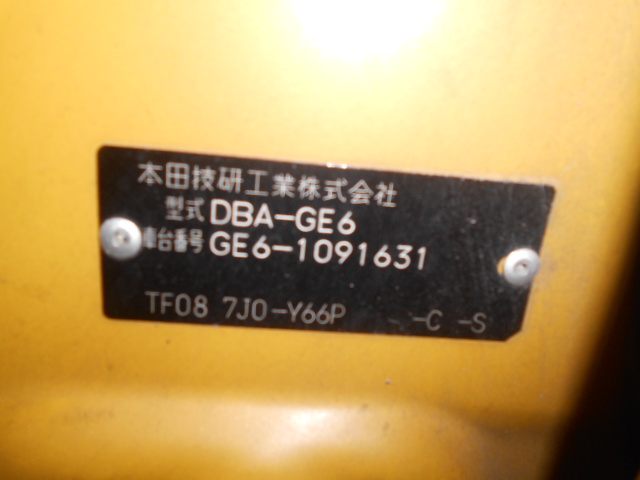 本田技研工業株式会社
型式 DBA-GE6
車台番号 GE6-1091631
TF08 7J0-Y66P - -C -S